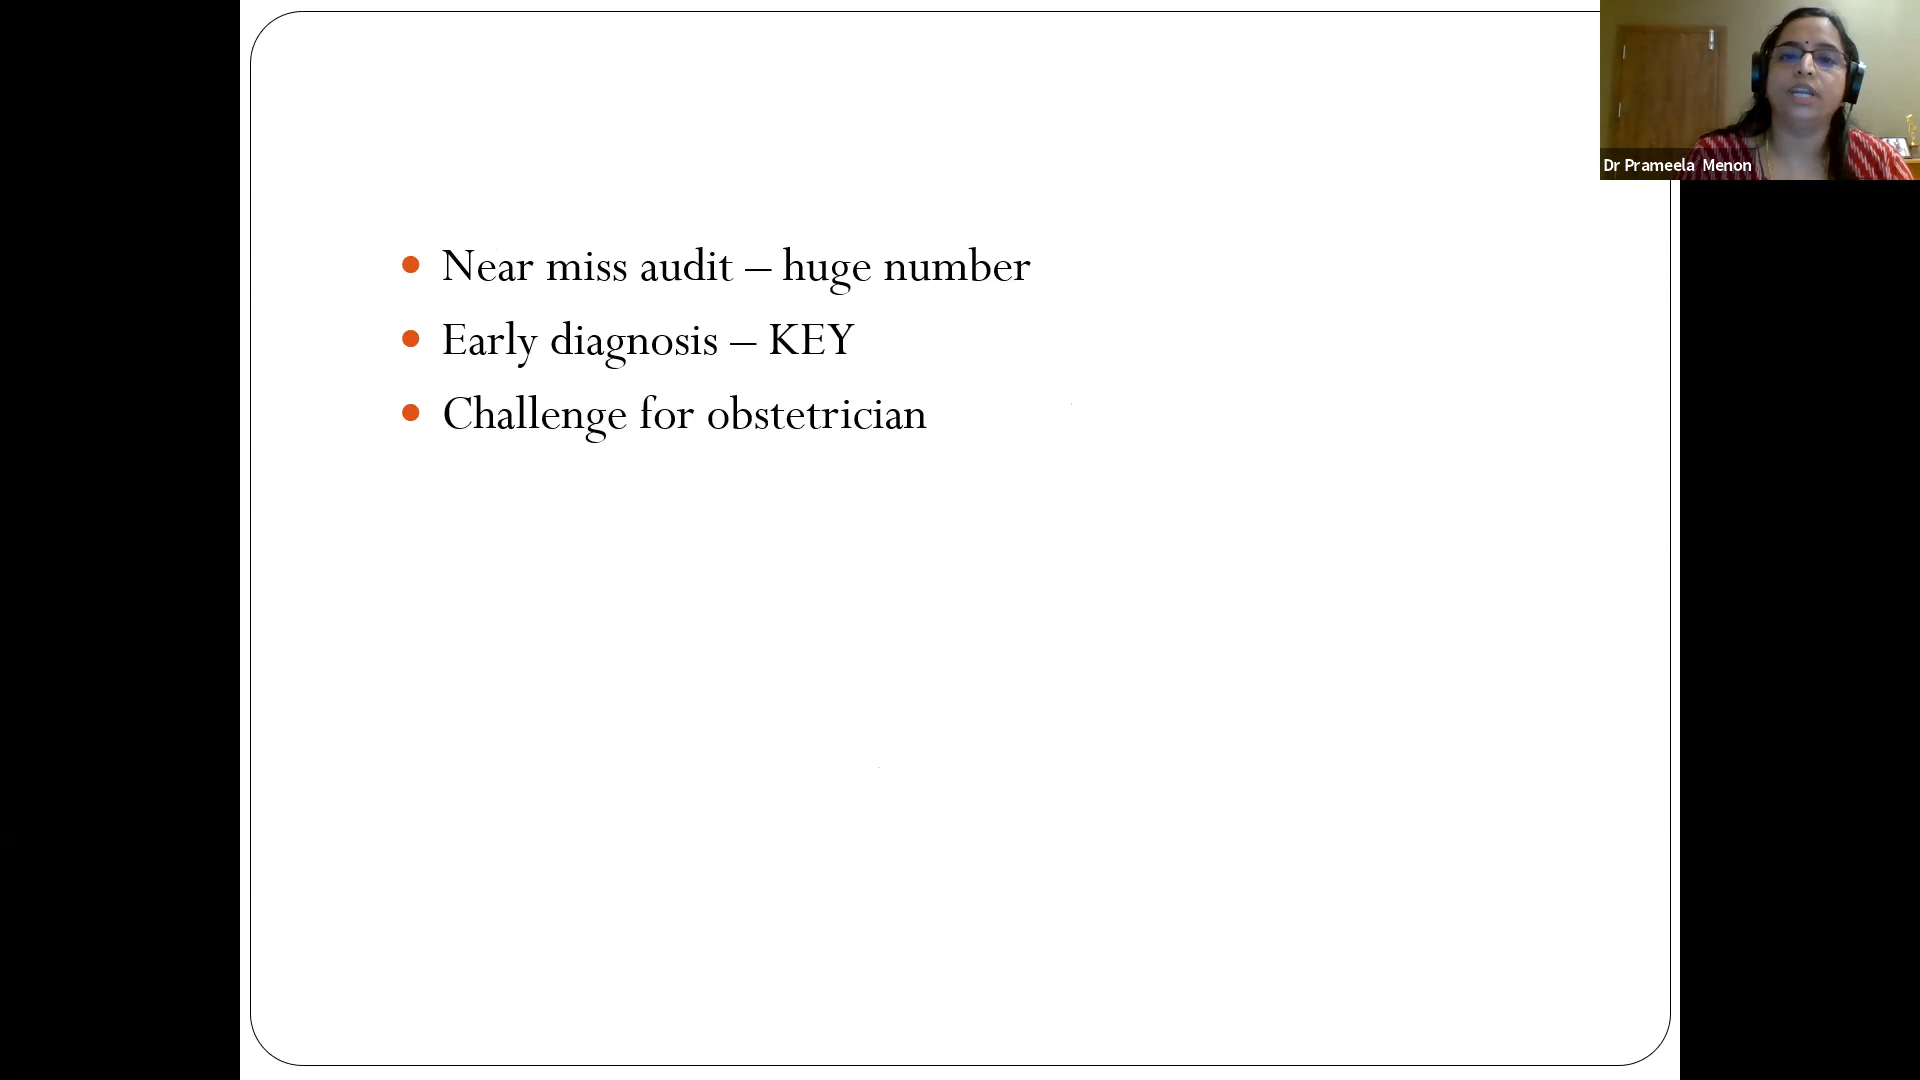 Dr Prameela Menon
Near miss audit – huge number
Early diagnosis – KEY
Challenge for obstetrician